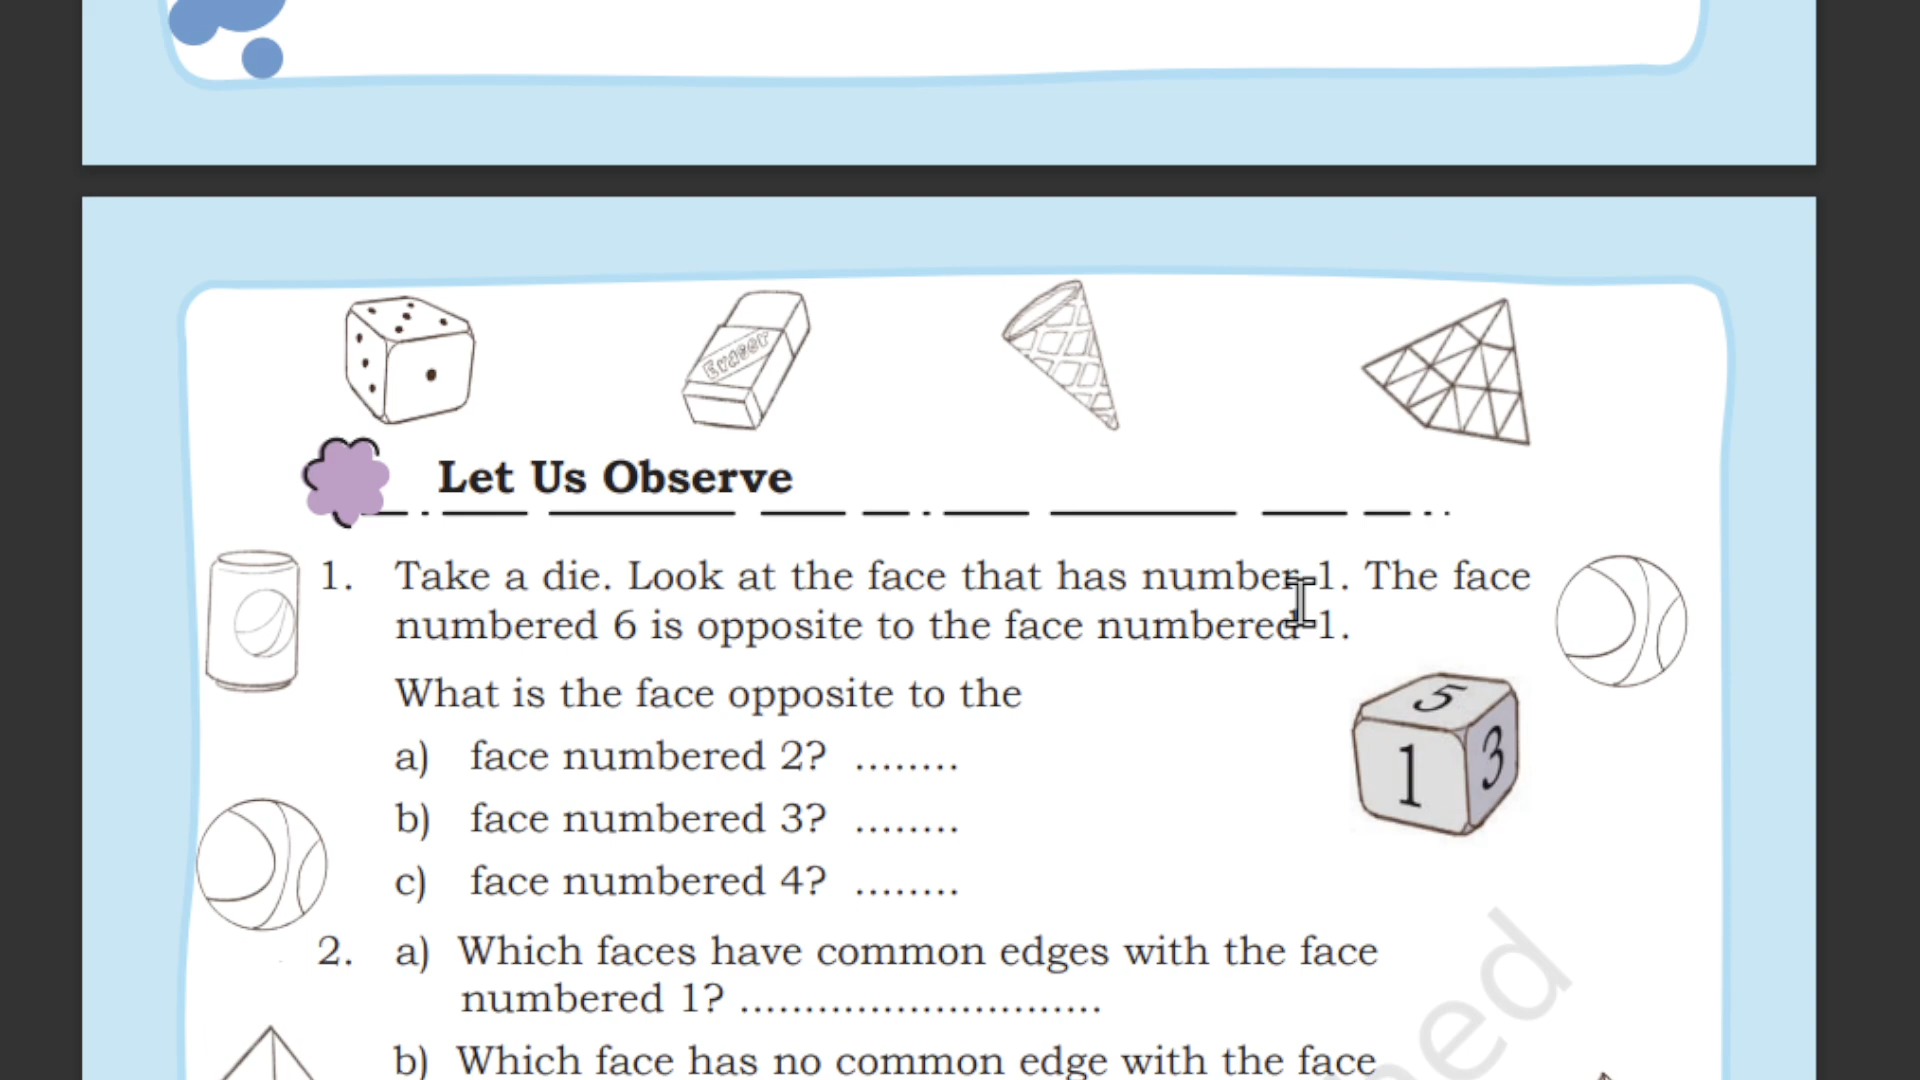 Eraser
Let Us Observe
1. Take a die. Look at the face that has number 1. The face
numbered 6 is opposite to the face numbered 1.
What is the face opposite to the
a) face numbered 2? ........
b) face numbered 3? ........
c) face numbered 4? ........
5
1 3
2. a) Which faces have common edges with the face
numbered 1? ............................
b) Which face has no common edge with the face